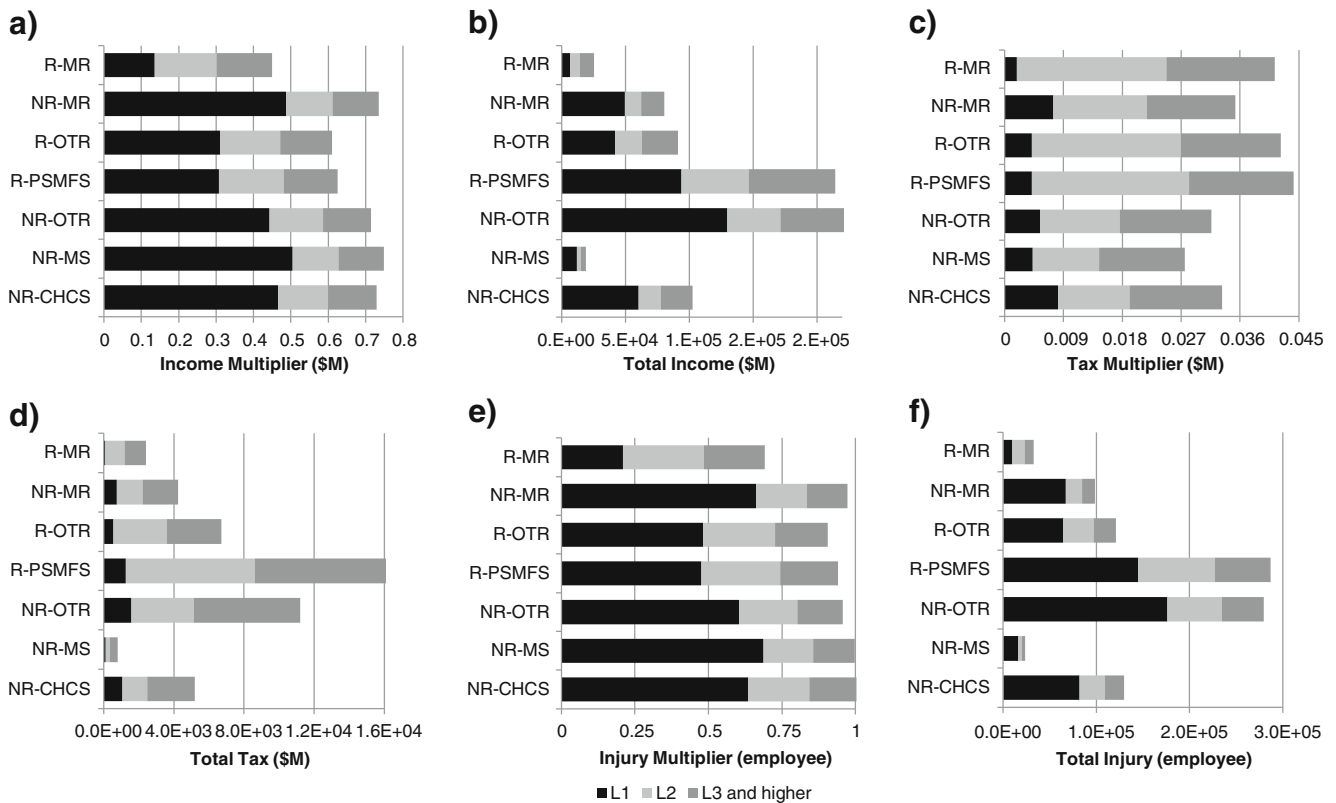 a)
R-MR
NR-MR
R-OTR
R-PSMFS
NR-OTR
NR-MS
NR-CHCS
0 0.1 0.2 0.3 0.4 0.5 0.6 0.7 0.8
Income Multiplier ($M)
b)
R-MR
NR-MR
R-OTR
R-PSMFS
NR-OTR
NR-MS
NR-CHCS
0.E+00 5.E+04 1.E+05 2.E+05 2.E+05
Total Income ($M)
c)
R-MR
NR-MR
R-OTR
R-PSMFS
NR-OTR
NR-MS
NR-CHCS
0 0.009 0.018 0.027 0.036 0.045
Tax Multiplier ($M)
d)
R-MR
NR-MR
R-OTR
R-PSMFS
NR-OTR
NR-MS
NR-CHCS
0.0E+00 4.0E+03 8.0E+03 1.2E+04 1.6E+04
Total Tax ($M)
e)
R-MR
NR-MR
R-OTR
R-PSMFS
NR-OTR
NR-MS
NR-CHCS
0 0.25 0.5 0.75 1
Injury Multiplier (employee)
f)
R-MR
NR-MR
R-OTR
R-PSMFS
NR-OTR
NR-MS
NR-CHCS
0.0E+00 1.0E+05 2.0E+05 3.0E+05
Total Injury (employee)
L1 L2 L3 and higher